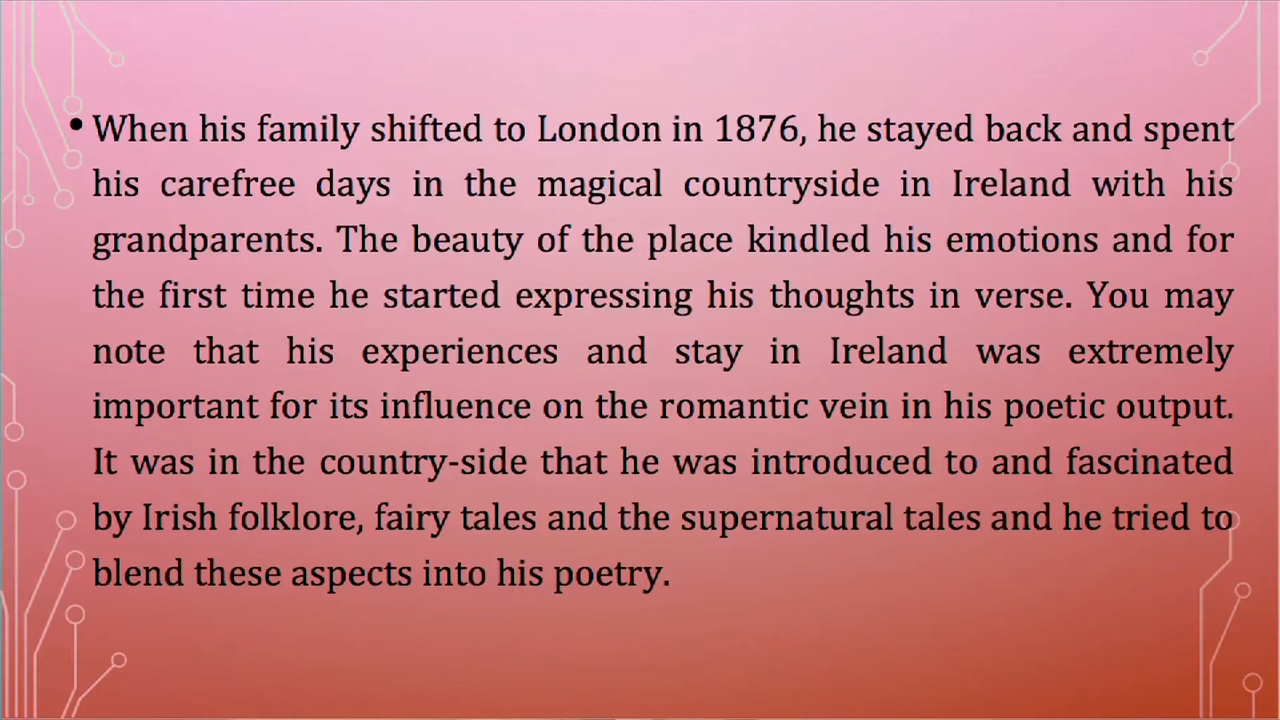 • When his family shifted to London in 1876, he stayed back and spent
his carefree days in the magical countryside in Ireland with his
grandparents. The beauty of the place kindled his emotions and for
the first time he started expressing his thoughts in verse. You may
note that his experiences and stay in Ireland was extremely
important for its influence on the romantic vein in his poetic output.
It was in the country-side that he was introduced to and fascinated
by Irish folklore, fairy tales and the supernatural tales and he tried to
blend these aspects into his poetry.